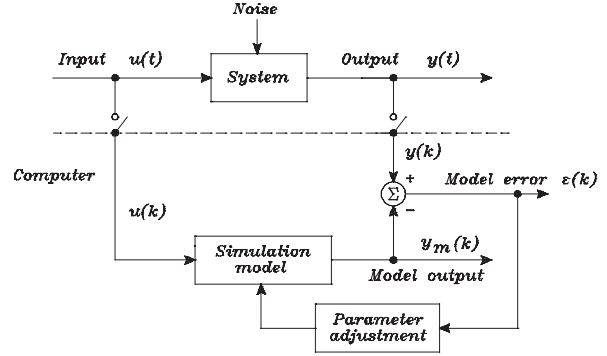 Noise
Input u(t)
System
Output y(t)
y(k)
Computer
+
Σ
Model error ε(k)
−
u(k)
Simulation
model
y_m(k)
Model output
Parameter
adjustment